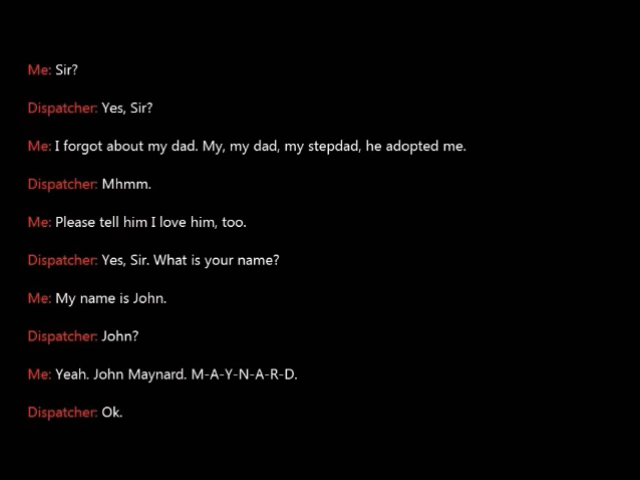 Me: Sir?
Dispatcher: Yes, Sir?
Me: I forgot about my dad. My, my dad, my stepdad, he adopted me.
Dispatcher: Mhmm.
Me: Please tell him I love him, too.
Dispatcher: Yes, Sir. What is your name?
Me: My name is John.
Dispatcher: John?
Me: Yeah. John Maynard. M-A-Y-N-A-R-D.
Dispatcher: Ok.